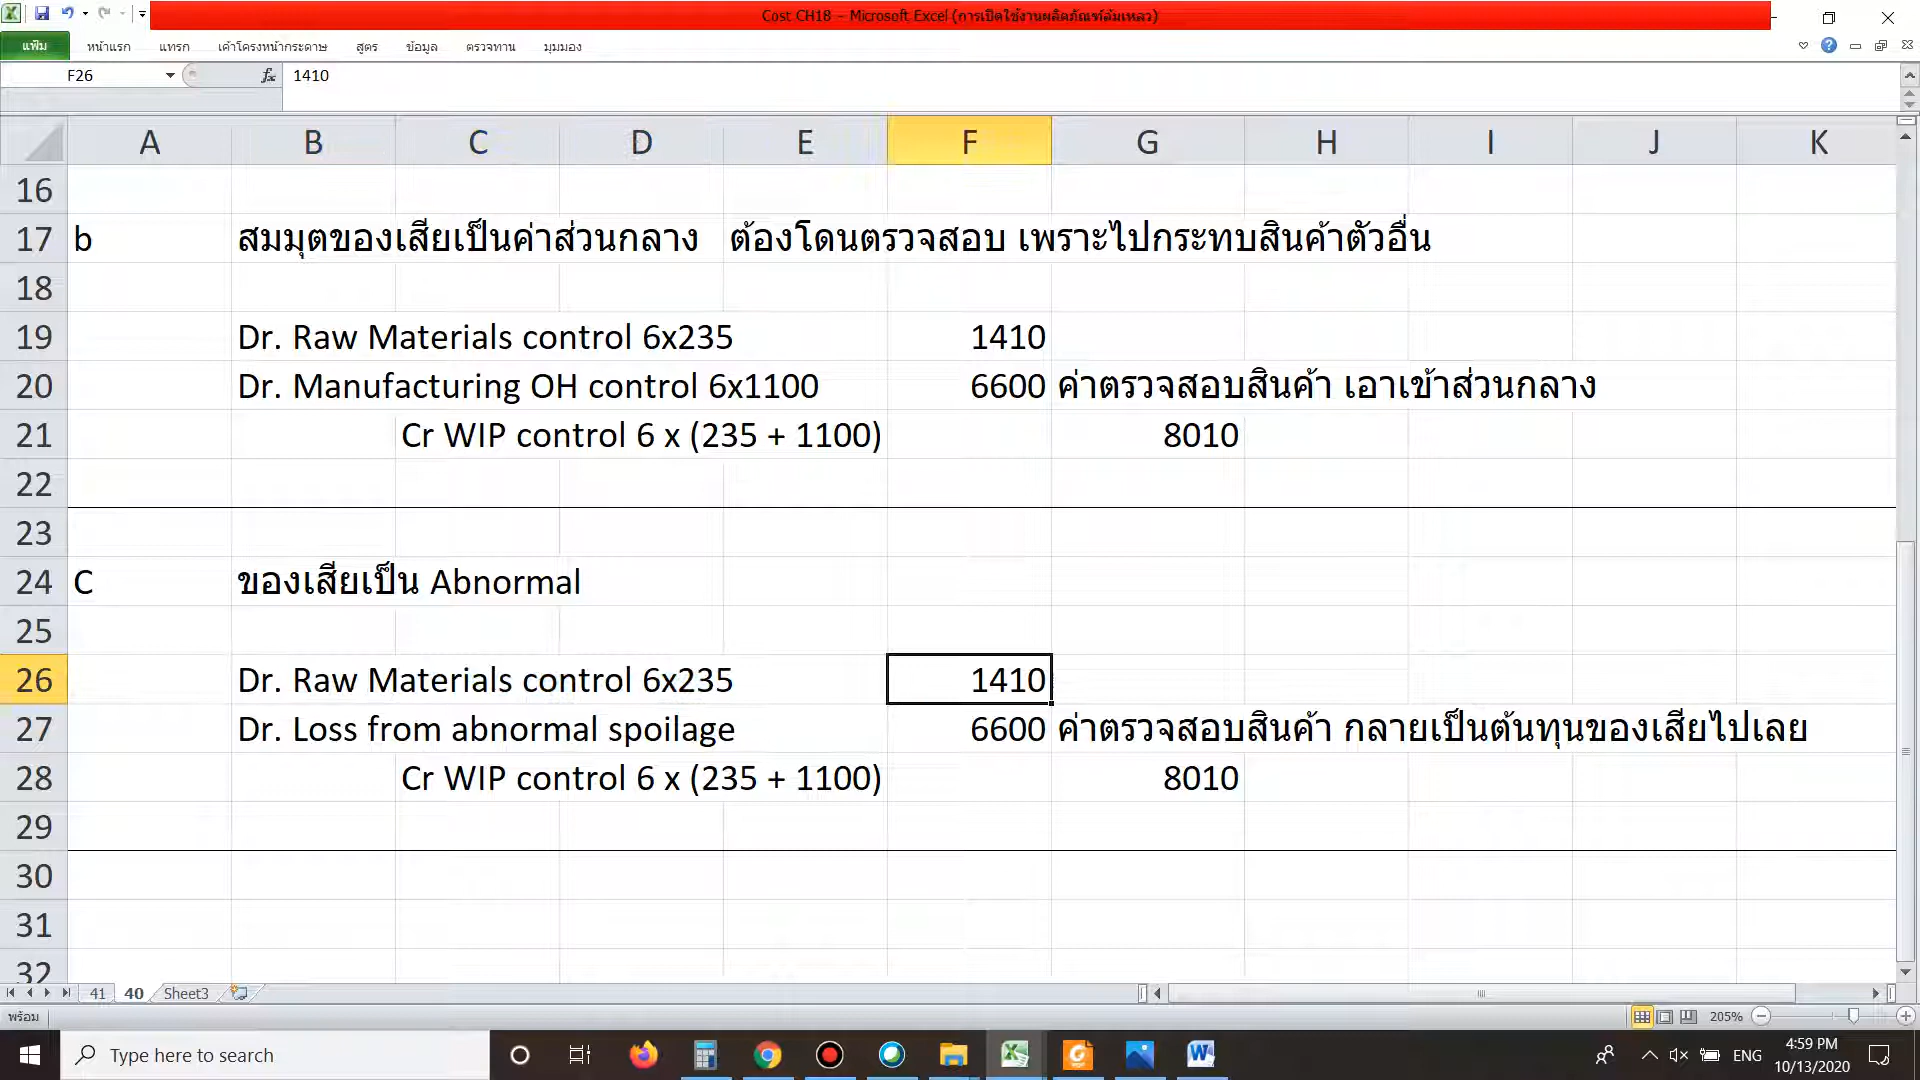 Cost CH18 – Microsoft Excel (การเปิดใช้งานผลิตภัณฑ์ล้มเหลว)
แฟ้ม หน้าแรก แทรก เค้าโครงหน้ากระดาษ สูตร ข้อมูล ตรวจทาน มุมมอง
F26 fx 1410
A B C D E F G H I J K
16
17 b สมมุตของเสียเป็นค่าส่วนกลาง ต้องโดนตรวจสอบ เพราะไปกระทบสินค้าตัวอื่น
18
19 Dr. Raw Materials control 6x235 1410
20 Dr. Manufacturing OH control 6x1100 6600 ค่าตรวจสอบสินค้า เอาเข้าส่วนกลาง
21 Cr WIP control 6 x (235 + 1100) 8010
22
23
24 C ของเสียเป็น Abnormal
25
26 Dr. Raw Materials control 6x235 1410
27 Dr. Loss from abnormal spoilage 6600 ค่าตรวจสอบสินค้า กลายเป็นต้นทุนของเสียไปเลย
28 Cr WIP control 6 x (235 + 1100) 8010
29
30
31
32
41 40 Sheet3
พร้อม 205%
Type here to search ENG 4:59 PM
10/13/2020